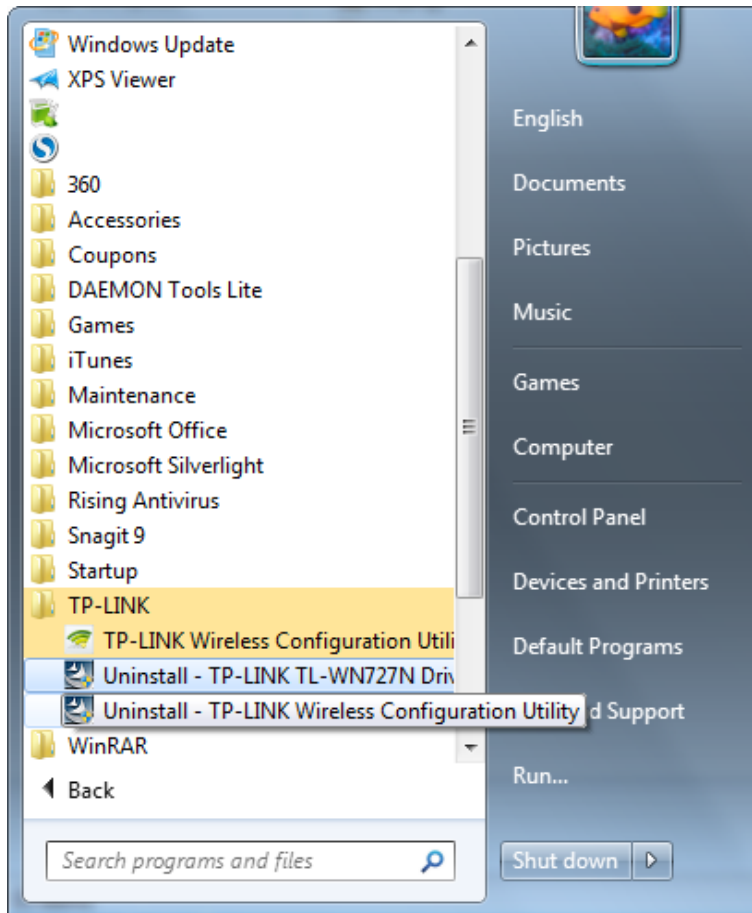 Windows Update
XPS Viewer
360
Accessories
Coupons
DAEMON Tools Lite
Games
iTunes
Maintenance
Microsoft Office
Microsoft Silverlight
Rising Antivirus
Snagit 9
Startup
TP-LINK
TP-LINK Wireless Configuration Utili
Uninstall - TP-LINK TL-WN727N Driv
Uninstall - TP-LINK Wireless Configuration Utility
WinRAR
Back
Search programs and files
English
Documents
Pictures
Music
Games
Computer
Control Panel
Devices and Printers
Default Programs
d Support
Run...
Shut down